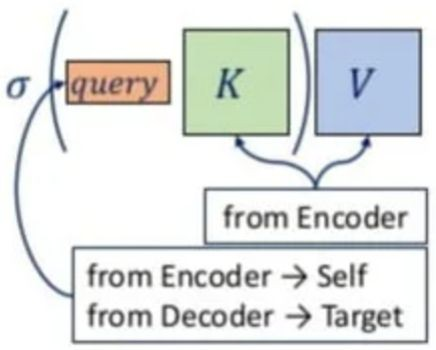 σ ( query K ) V
from Encoder
from Encoder → Self
from Decoder → Target